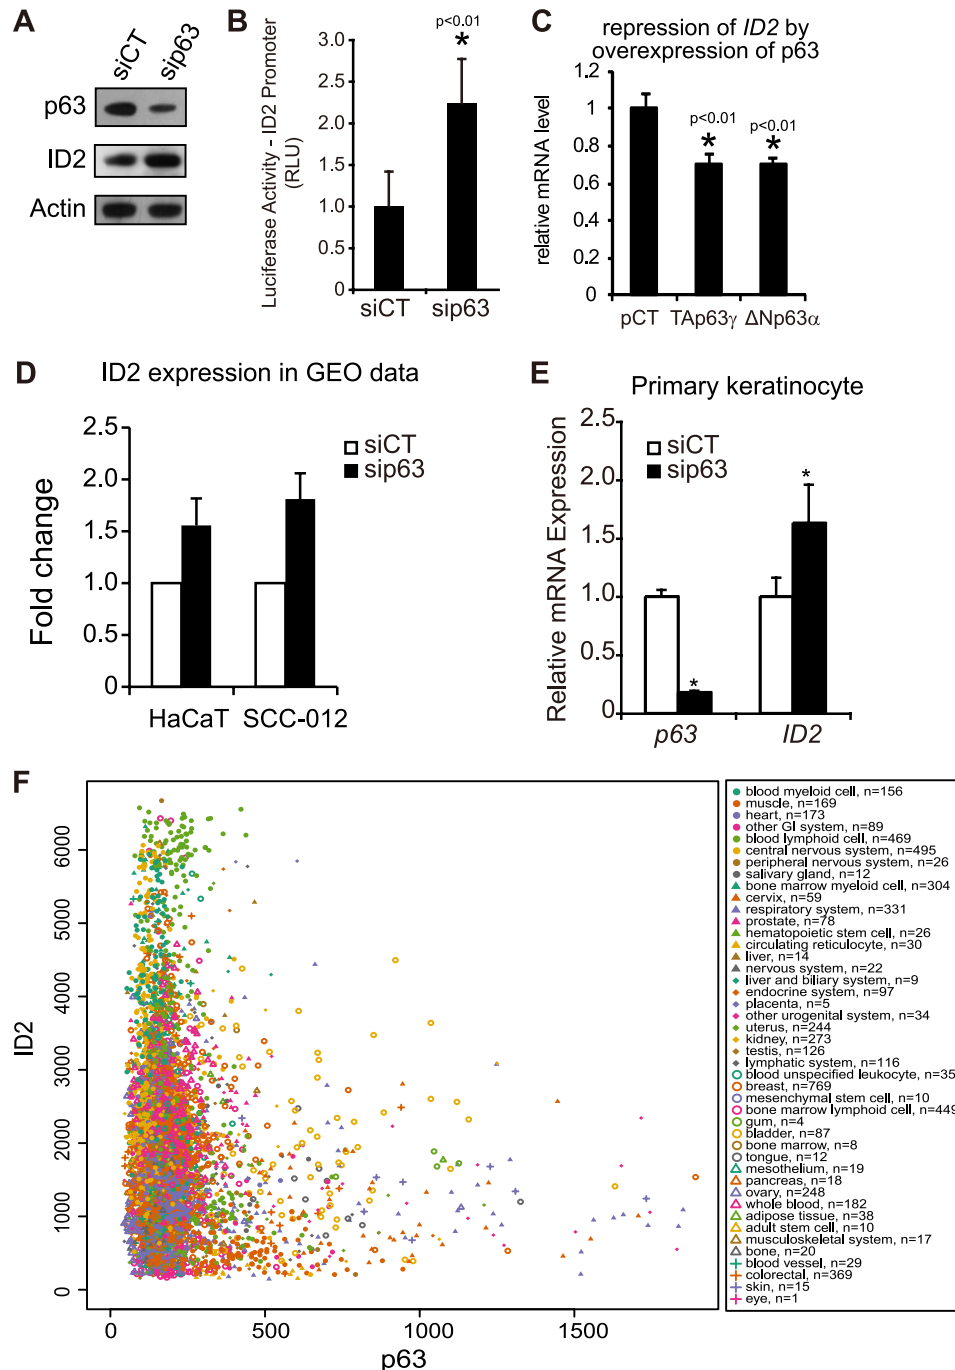 A
siCT
sip63
p63
ID2
Actin
B
p<0.01
*
3.0
2.5
2.0
1.5
1.0
0.5
0.0
Luciferase Activity - ID2 Promoter
(RLU)
siCT
sip63
C
repression of ID2 by
overexpression of p63
1.2
1
0.8
0.6
0.4
0.2
0
relative mRNA level
p<0.01
*
p<0.01
*
pCT
TAp63γ
ΔNp63α
D
ID2 expression in GEO data
2.5
2.0
1.5
1.0
0.5
0
Fold change
siCT
sip63
HaCaT
SCC-012
E
Primary keratinocyte
2.5
2.0
1.5
1.0
0.5
0.0
Relative mRNA Expression
siCT
sip63
*
*
p63
ID2
F
6000
5000
4000
3000
2000
1000
0
ID2
0
500
1000
1500
p63
blood myeloid cell, n=156
muscle, n=169
heart, n=173
other GI system, n=89
blood lymphoid cell, n=469
central nervous system, n=495
peripheral nervous system, n=26
salivary gland, n=12
bone marrow myeloid cell, n=304
cervix, n=59
respiratory system, n=331
prostate, n=78
hematopoietic stem cell, n=26
circulating reticulocyte, n=30
liver, n=14
nervous system, n=22
liver and biliary system, n=9
endocrine system, n=97
placenta, n=5
other urogenital system, n=34
uterus, n=244
kidney, n=273
testis, n=126
lymphatic system, n=116
blood unspecified leukocyte, n=35
breast, n=769
mesenchymal stem cell, n=10
bone marrow lymphoid cell, n=449
gum, n=4
bladder, n=87
bone marrow, n=8
tongue, n=12
mesothelium, n=19
pancreas, n=18
ovary, n=248
whole blood, n=182
adipose tissue, n=38
adult stem cell, n=10
musculoskeletal system, n=17
bone, n=20
blood vessel, n=29
colorectal, n=369
skin, n=15
eye, n=1